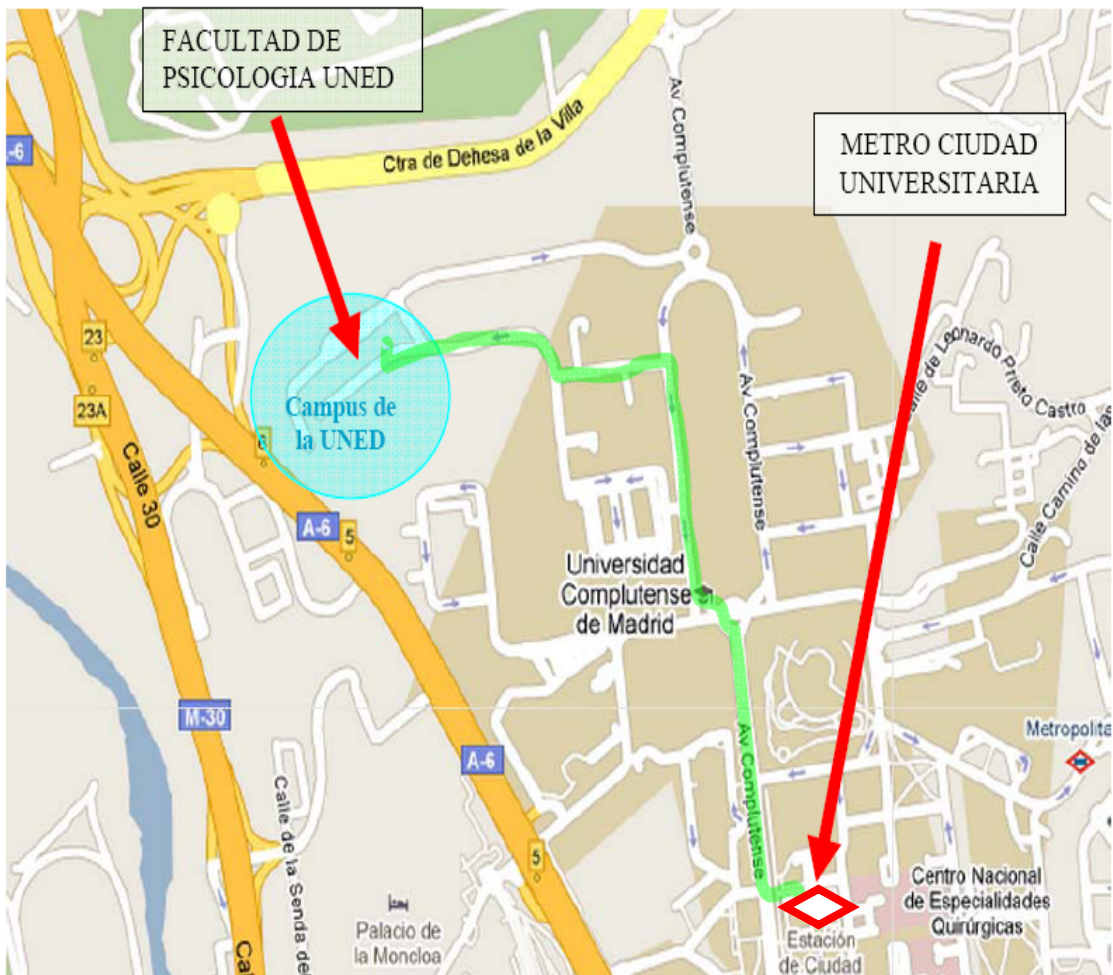 FACULTAD DE
PSICOLOGIA UNED
METRO CIUDAD
UNIVERSITARIA
-6
Ctra de Dehesa de la Villa
Av Complutense
23
23A
Calle 30
6
Campus de
la UNED
A-6
5
Av Complutense
Calle de Leonardo Prieto Castro
Calle Camino de las
Universidad
Complutense
de Madrid
M-30
A-6
Av Complutense
Metropolita
Calle de la Senda del
5
Palacio de
la Moncloa
Centro Nacional
de Especialidades
Quirúrgicas
Estación
de Ciudad
Cal